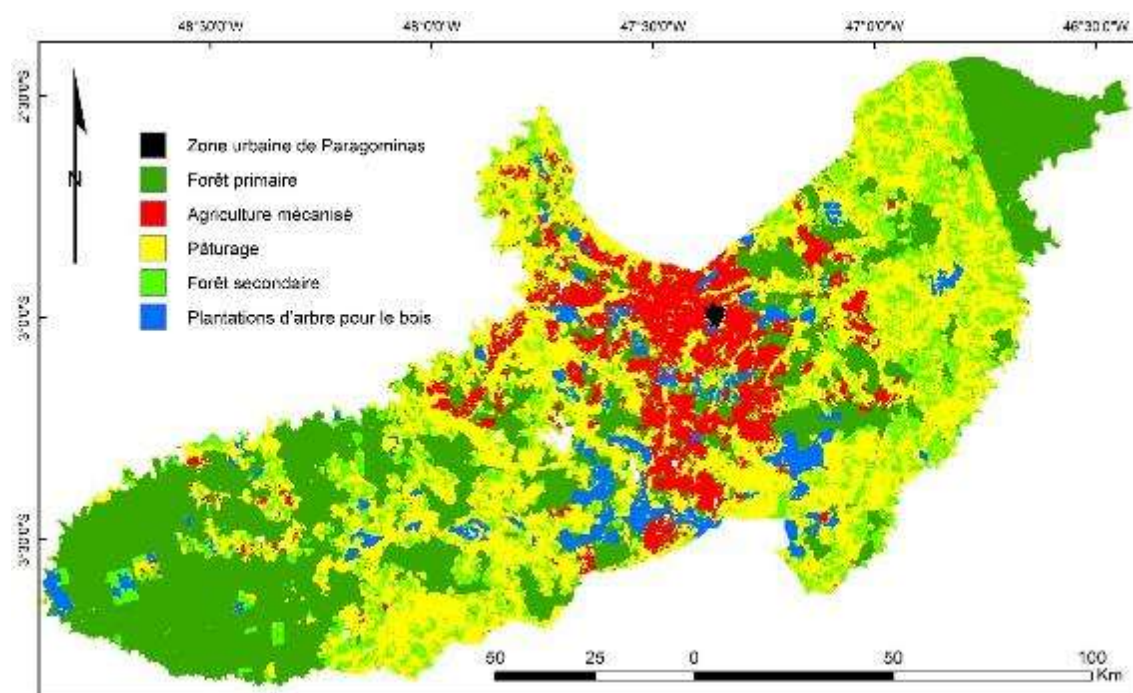 48°30'0"W 48°0'0"W 47°30'0"W 47°0'0"W 46°30'0"W
2°30'0"S
N
Zone urbaine de Paragominas
Forêt primaire
Agriculture mécanisé
Pâturage
Forêt secondaire
Plantations d'arbre pour le bois
3°0'0"S
3°30'0"S
50 25 0 50 100
Km